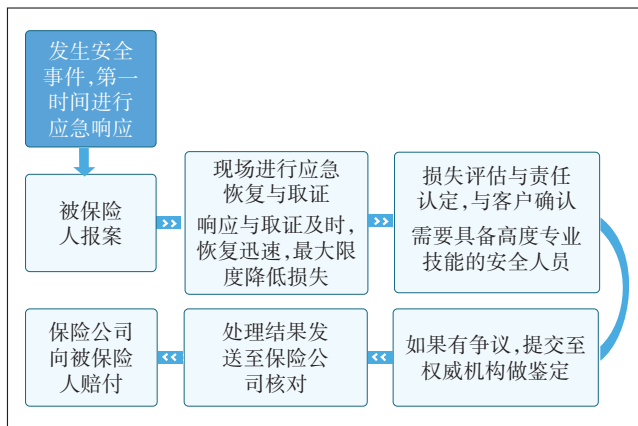 发生安全
事件,第一
时间进行
应急响应
被保险
人报案
现场进行应急
恢复与取证
响应与取证及时,
恢复迅速,最大限
度降低损失
损失评估与责任
认定,与客户确认
需要具备高度专业
技能的安全人员
如果有争议,提交至
权威机构做鉴定
处理结果发
送至保险公
司核对
保险公司
向被保险
人赔付